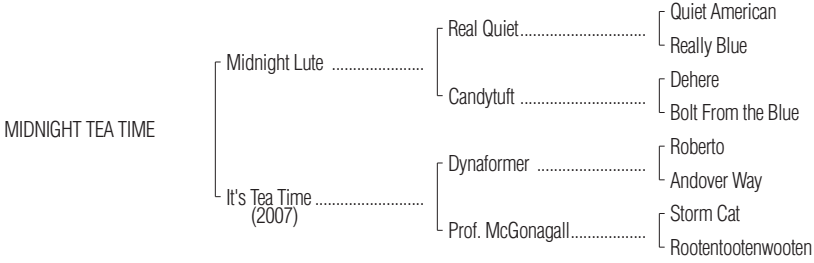 Quiet American
Real Quiet..............................
Really Blue
Midnight Lute ......................
Dehere
Candytuft ..............................
Bolt From the Blue
MIDNIGHT TEA TIME
Roberto
Dynaformer ..........................
Andover Way
It's Tea Time ..........................
(2007)
Storm Cat
Prof. McGonagall..................
Rootentootenwooten